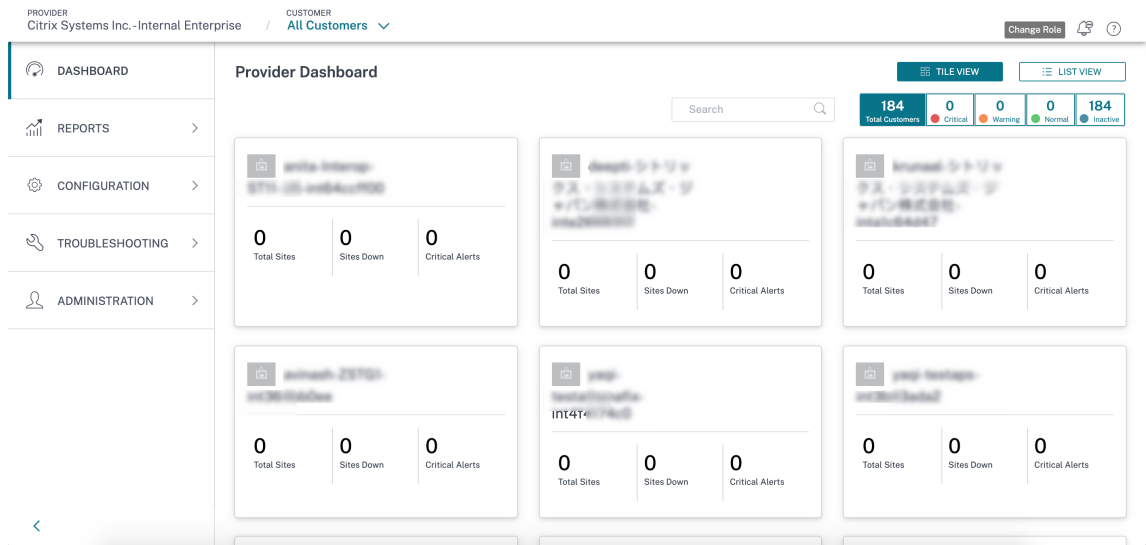 PROVIDER
Citrix Systems Inc. - Internal Enterprise
/
CUSTOMER
All Customers
Change Role
DASHBOARD
REPORTS
CONFIGURATION
TROUBLESHOOTING
ADMINISTRATION
Provider Dashboard
TILE VIEW
LIST VIEW
Search
184
Total Customers
0
Critical
0
Warning
0
Normal
184
Inactive
0
Total Sites
0
Sites Down
0
Critical Alerts
0
Total Sites
0
Sites Down
0
Critical Alerts
0
Total Sites
0
Sites Down
0
Critical Alerts
0
Total Sites
0
Sites Down
0
Critical Alerts
0
Total Sites
0
Sites Down
0
Critical Alerts
0
Total Sites
0
Sites Down
0
Critical Alerts